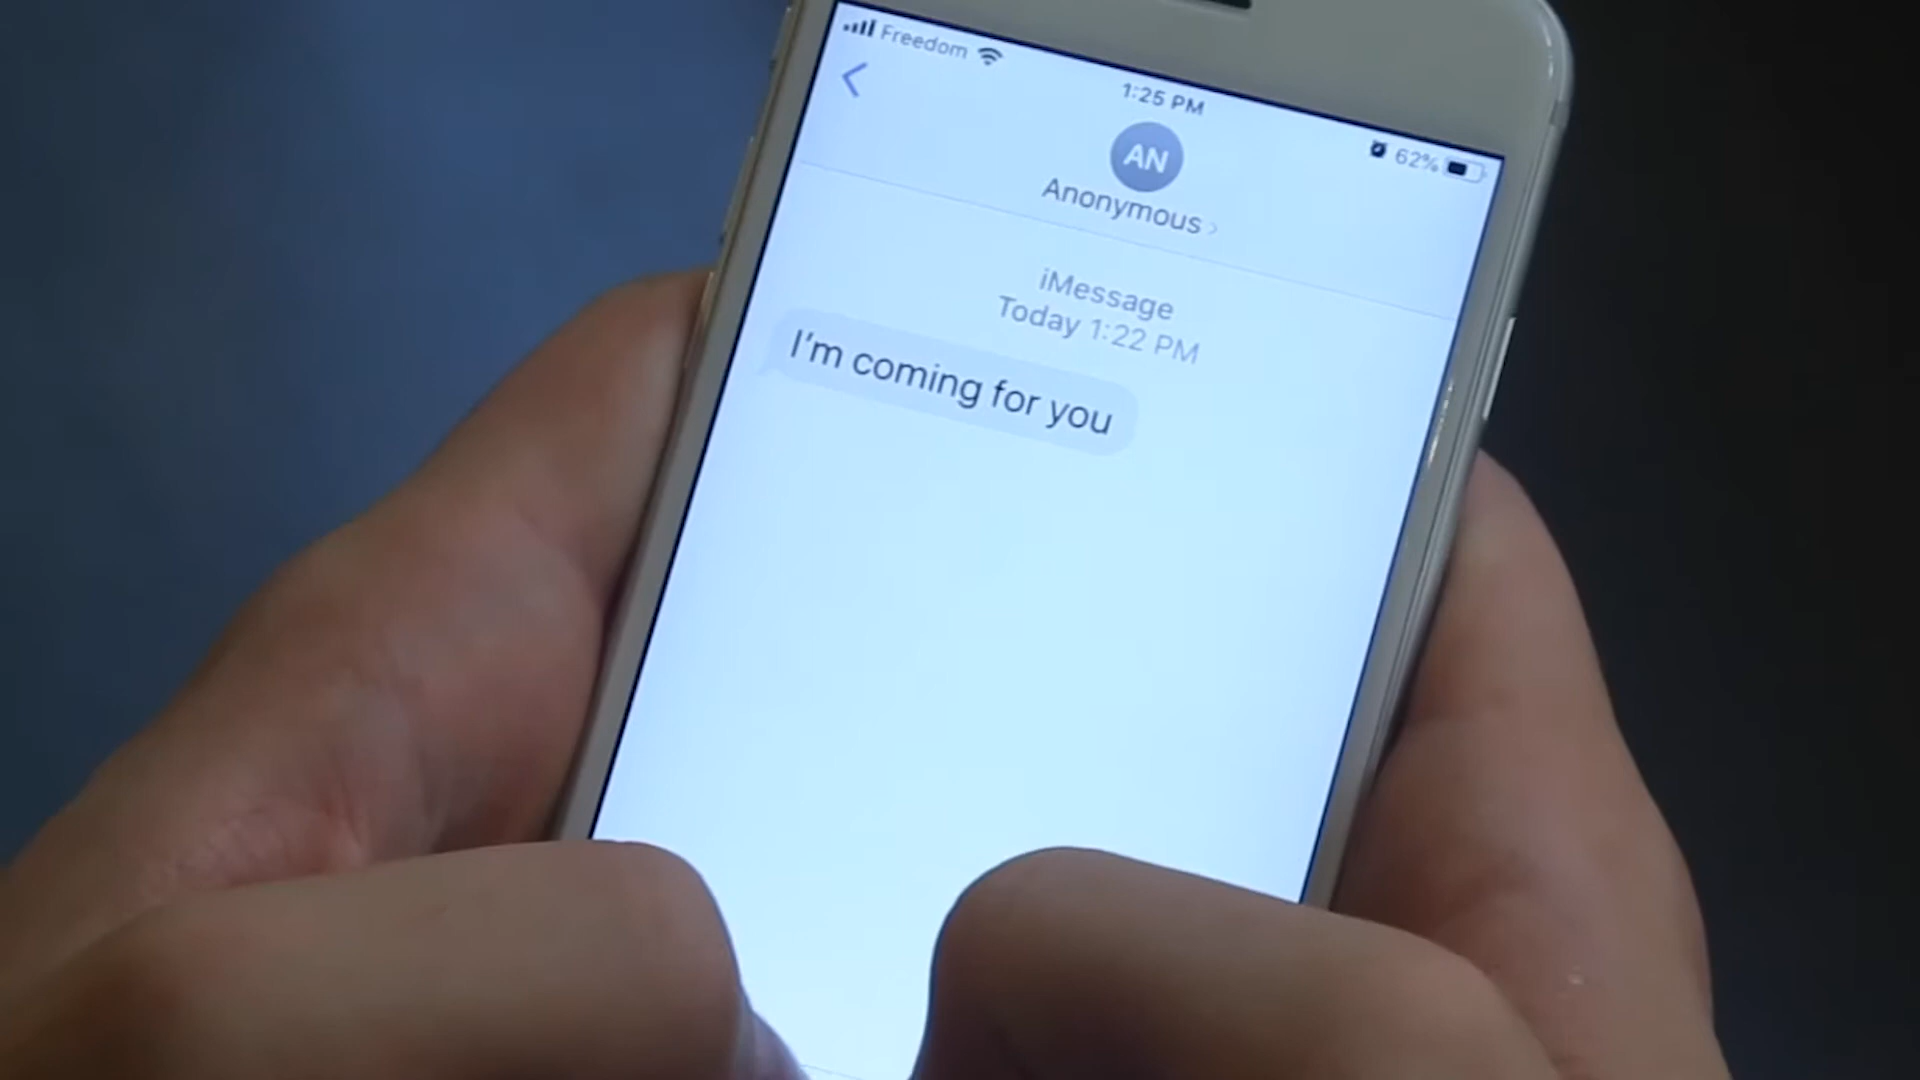 Freedom
1:25 PM
62%
AN
Anonymous
iMessage
Today 1:22 PM
I'm coming for you